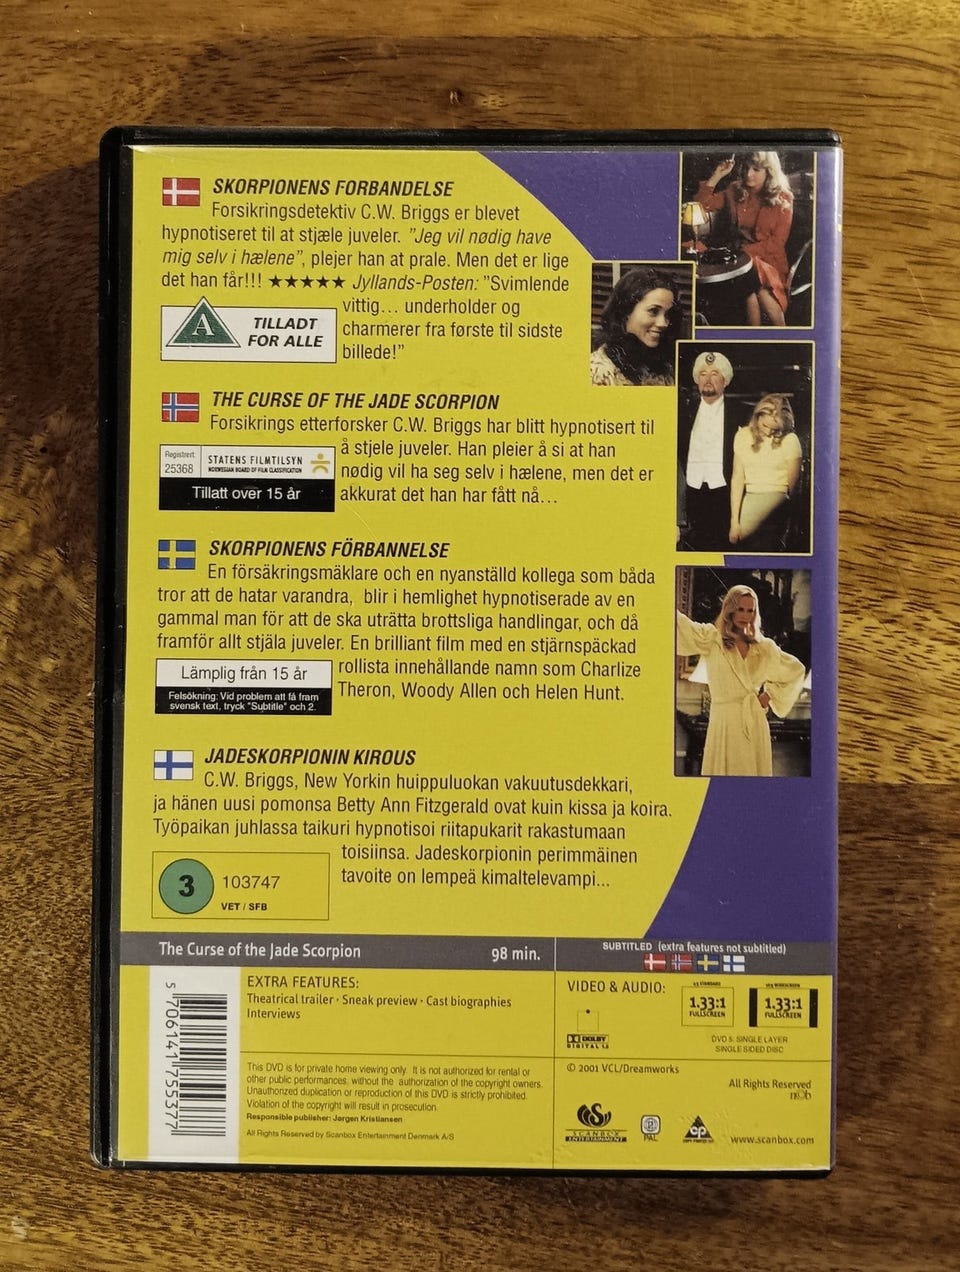 SKORPIONENS FORBANDELSE
Forsikringsdetektiv C.W. Briggs er blevet
hypnotiseret til at stjæle juveler. "Jeg vil nødig have
mig selv i hælene", plejer han at prale. Men det er lige
det han får!!! ★★★★★ Jyllands-Posten: "Svimlende
vittig... underholder og
charmerer fra første til sidste
billede!"
A
TILLADT
FOR ALLE
THE CURSE OF THE JADE SCORPION
Forsikrings etterforsker C.W. Briggs har blitt hypnotisert til
å stjele juveler. Han pleier å si at han
nødig vil ha seg selv i hælene, men det er
akkurat det han har fått nå...
Registrert:
25368
STATENS FILMTILSYN
NORWEGIAN BOARD OF FILM CLASSIFICATION
Tillatt over 15 år
SKORPIONENS FÖRBANNELSE
En försäkringsmäklare och en nyanställd kollega som båda
tror att de hatar varandra, blir i hemlighet hypnotiserade av en
gammal man för att de ska uträtta brottsliga handlingar, och då
framför allt stjäla juveler. En brilliant film med en stjärnspäckad
rollista innehållande namn som Charlize
Theron, Woody Allen och Helen Hunt.
Lämplig från 15 år
Felsökning: Vid problem att få fram
svensk text, tryck "Subtitle" och 2.
JADESKORPIONIN KIROUS
C.W. Briggs, New Yorkin huippuluokan vakuutusdekkari,
ja hänen uusi pomonsa Betty Ann Fitzgerald ovat kuin kissa ja koira.
Työpaikan juhlassa taikuri hypnotisoi riitapukarit rakastumaan
toisiinsa. Jadeskorpionin perimmäinen
tavoite on lempeä kimaltelevampi...
3
103747
VET / SFB
The Curse of the Jade Scorpion 98 min.
SUBTITLED (extra features not subtitled)
5 706141 755377
EXTRA FEATURES:
Theatrical trailer · Sneak preview · Cast biographies
Interviews
This DVD is for private home viewing only. It is not authorized for rental or
other public performances, without the authorization of the copyright owners.
Unauthorized duplication or reproduction of this DVD is strictly prohibited.
Violation of the copyright will result in prosecution.
Responsible publisher: Jørgen Kristiansen
All Rights Reserved by Scanbox Entertainment Denmark A/S
VIDEO & AUDIO:
DOLBY
DIGITAL
1.33:1
FULLSCREEN
1.33:1
FULLSCREEN
DVD 5: SINGLE LAYER
SINGLE SIDED DISC
© 2001 VCL/Dreamworks
All Rights Reserved
n©b
SCANBOX
ENTERTAINMENT
PAL
www.scanbox.com